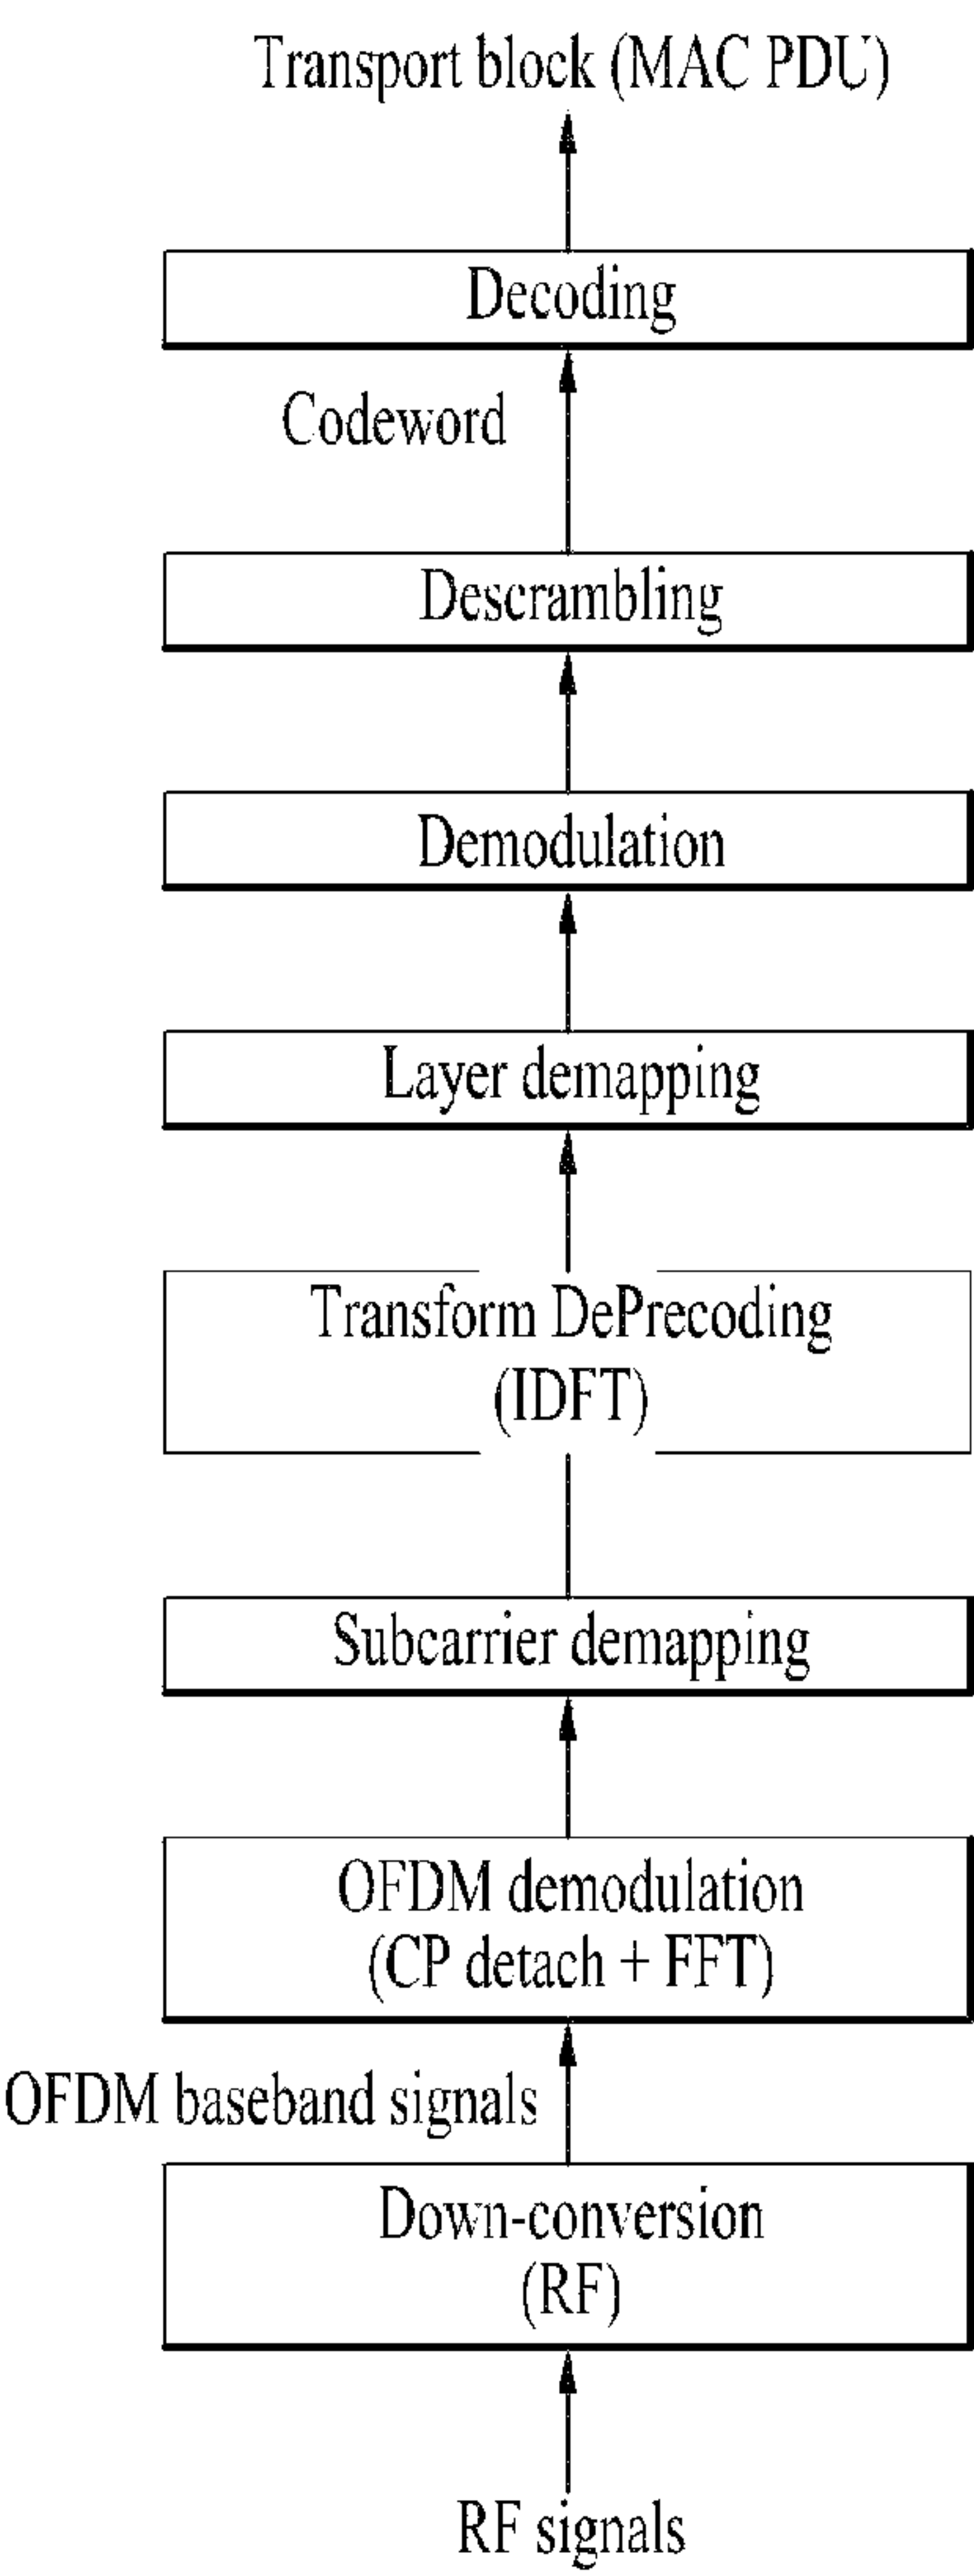 Transport block (MAC PDU)
Decoding
Codeword
Descrambling
Demodulation
Layer demapping
Transform DePrecoding
(IDFT)
Subcarrier demapping
OFDM demodulation
(CP detach + FFT)
OFDM baseband signals
Down-conversion
(RF)
RF signals